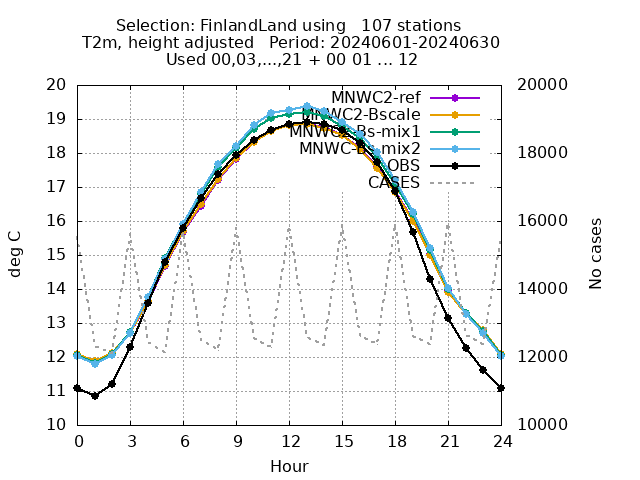 Selection: FinlandLand using   107 stations
T2m, height adjusted   Period: 20240601-20240630
Used 00,03,...,21 + 00 01 ... 12
20 20000
MNWC2-ref
19 MNWC2-Bscale
MNWC2-Bs-mix1
18 MNWC-Bs-mix2 18000
OBS
17 CASES
16 16000
15
14 14000
13
12 12000
11
10 10000
0 3 6 9 12 15 18 21 24
Hour
deg C
No cases